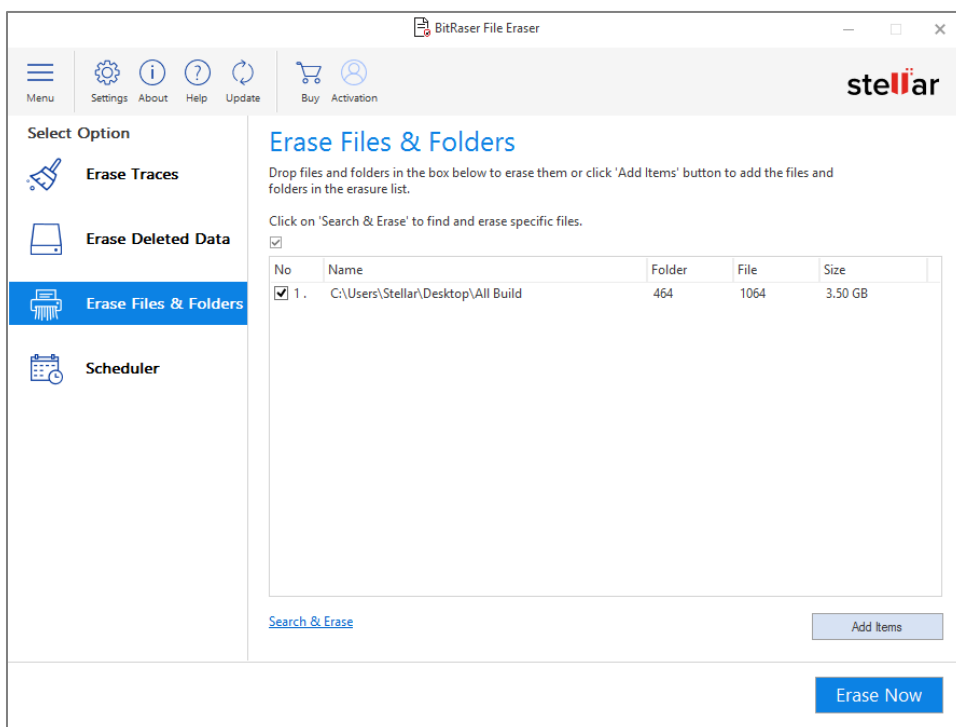 BitRaser File Eraser
Menu Settings About Help Update Buy Activation
stellar
Select Option
Erase Traces
Erase Deleted Data
Erase Files & Folders
Scheduler
Erase Files & Folders
Drop files and folders in the box below to erase them or click 'Add Items' button to add the files and
folders in the erasure list.
Click on 'Search & Erase' to find and erase specific files.
No Name Folder File Size
1 . C:\Users\Stellar\Desktop\All Build 464 1064 3.50 GB
Search & Erase
Add Items
Erase Now